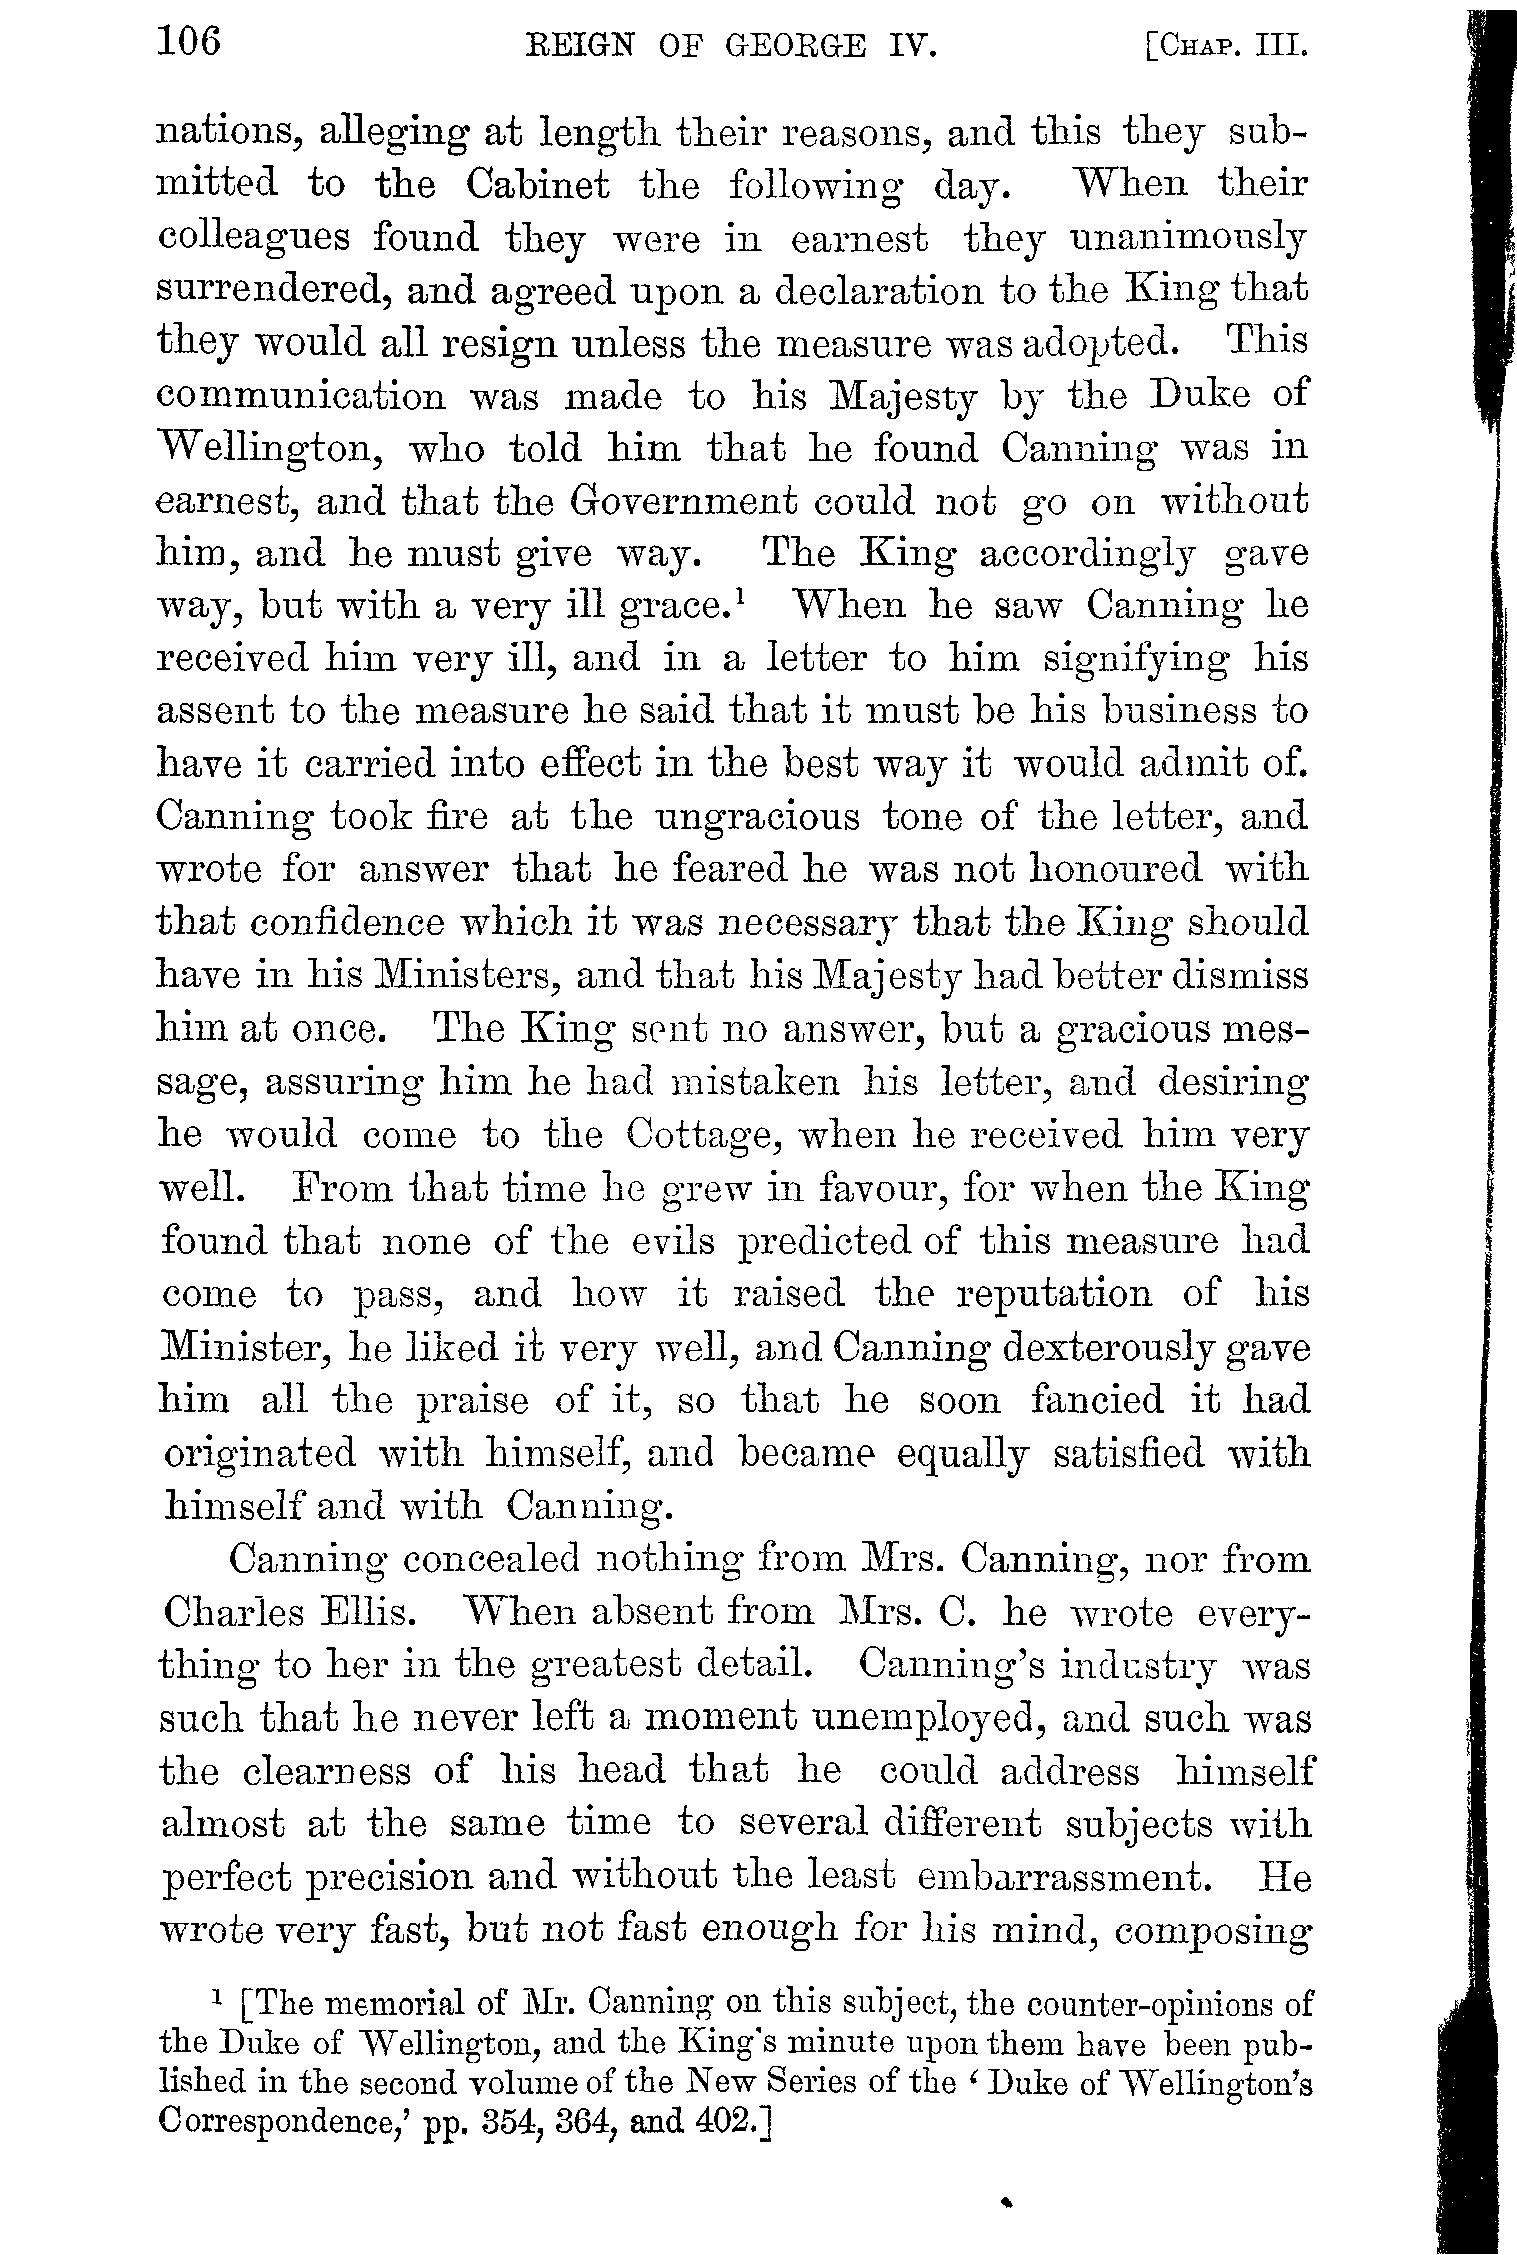 106 REIGN OF GEORGE IV. [CHAP. III.
nations, alleging at length their reasons, and this they sub-
mitted to the Cabinet the following day. When their
colleagues found they were in earnest they unanimously
surrendered, and agreed upon a declaration to the King that
they would all resign unless the measure was adopted. This
communication was made to his Majesty by the Duke of
Wellington, who told him that he found Canning was in
earnest, and that the Government could not go on without
him, and he must give way. The King accordingly gave
way, but with a very ill grace.¹ When he saw Canning he
received him very ill, and in a letter to him signifying his
assent to the measure he said that it must be his business to
have it carried into effect in the best way it would admit of.
Canning took fire at the ungracious tone of the letter, and
wrote for answer that he feared he was not honoured with
that confidence which it was necessary that the King should
have in his Ministers, and that his Majesty had better dismiss
him at once. The King sent no answer, but a gracious mes-
sage, assuring him he had mistaken his letter, and desiring
he would come to the Cottage, when he received him very
well. From that time he grew in favour, for when the King
found that none of the evils predicted of this measure had
come to pass, and how it raised the reputation of his
Minister, he liked it very well, and Canning dexterously gave
him all the praise of it, so that he soon fancied it had
originated with himself, and became equally satisfied with
himself and with Canning.
Canning concealed nothing from Mrs. Canning, nor from
Charles Ellis. When absent from Mrs. C. he wrote every-
thing to her in the greatest detail. Canning's industry was
such that he never left a moment unemployed, and such was
the clearness of his head that he could address himself
almost at the same time to several different subjects with
perfect precision and without the least embarrassment. He
wrote very fast, but not fast enough for his mind, composing
¹ [The memorial of Mr. Canning on this subject, the counter-opinions of
the Duke of Wellington, and the King's minute upon them have been pub-
lished in the second volume of the New Series of the ‘ Duke of Wellington's
Correspondence,’ pp. 354, 364, and 402.]